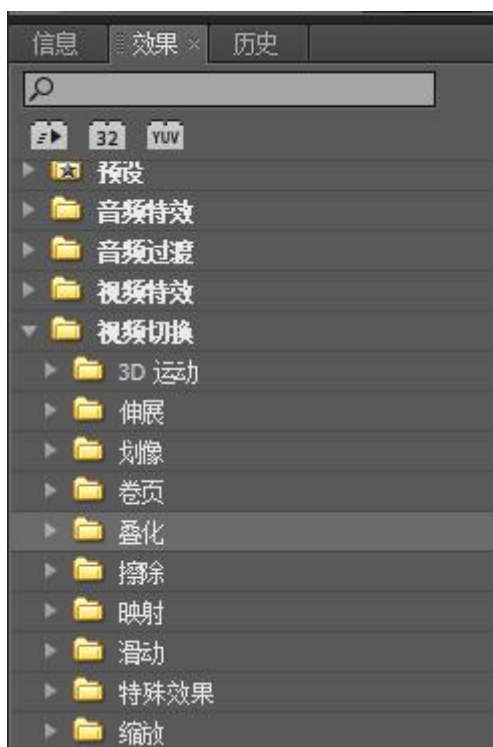 信息 效果 × 历史
32 YUV
预设
音频特效
音频过渡
视频特效
视频切换
3D 运动
伸展
划像
卷页
叠化
擦除
映射
滑动
特殊效果
缩放